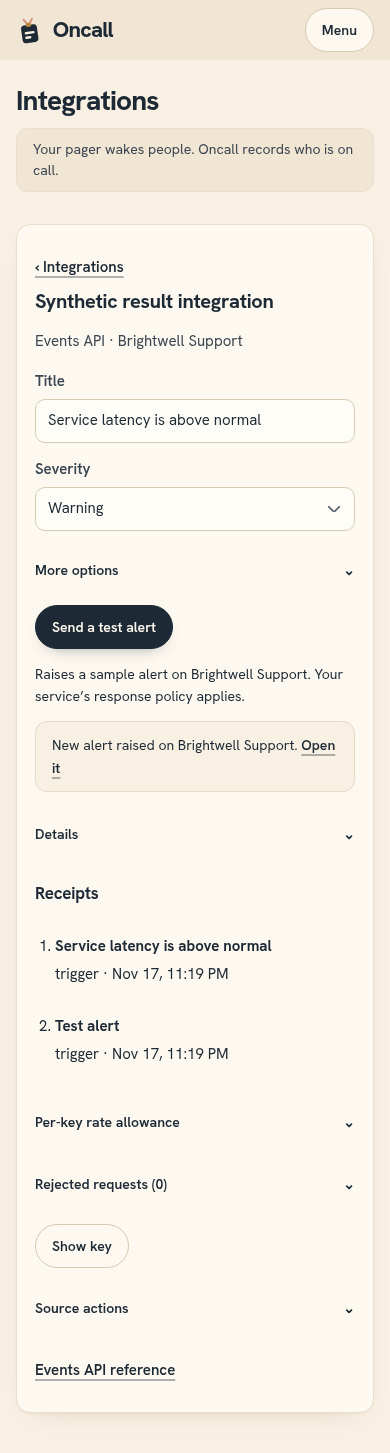 Oncall
Menu
Integrations
Your pager wakes people. Oncall records who is on
call.
‹ Integrations
Synthetic result integration
Events API · Brightwell Support
Title
Service latency is above normal
Severity
Warning
More options
Send a test alert
Raises a sample alert on Brightwell Support. Your
service’s response policy applies.
New alert raised on Brightwell Support. Open
it
Details
Receipts
1. Service latency is above normal
trigger · Nov 17, 11:19 PM
2. Test alert
trigger · Nov 17, 11:19 PM
Per-key rate allowance
Rejected requests (0)
Show key
Source actions
Events API reference